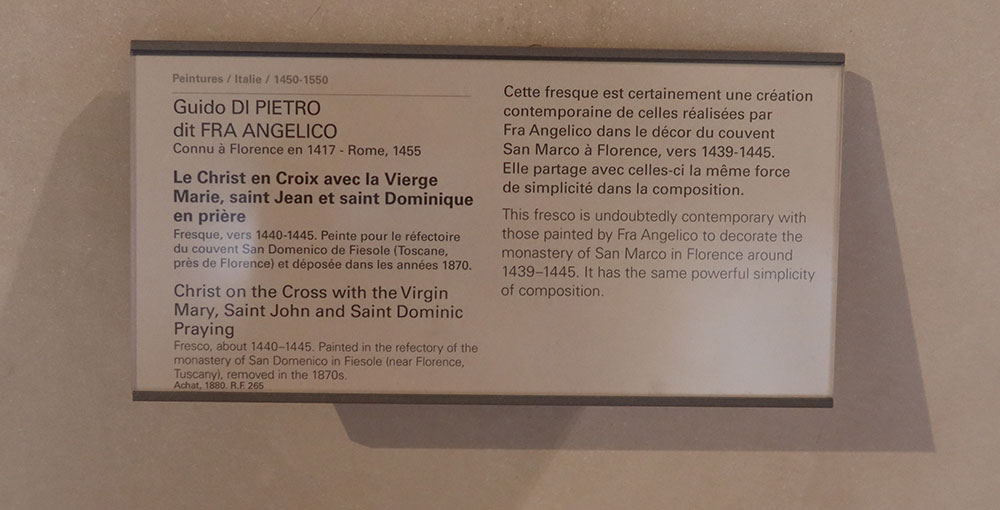 Peintures / Italie / 1450-1550
Guido DI PIETRO
dit FRA ANGELICO
Connu à Florence en 1417 - Rome, 1455
Le Christ en Croix avec la Vierge
Marie, saint Jean et saint Dominique
en prière
Fresque, vers 1440-1445. Peinte pour le réfectoire
du couvent San Domenico de Fiesole (Toscane,
près de Florence) et déposée dans les années 1870.
Christ on the Cross with the Virgin
Mary, Saint John and Saint Dominic
Praying
Fresco, about 1440–1445. Painted in the refectory of the
monastery of San Domenico in Fiesole (near Florence,
Tuscany), removed in the 1870s.
Achat, 1880. R.F. 265
Cette fresque est certainement une création
contemporaine de celles réalisées par
Fra Angelico dans le décor du couvent
San Marco à Florence, vers 1439-1445.
Elle partage avec celles-ci la même force
de simplicité dans la composition.
This fresco is undoubtedly contemporary with
those painted by Fra Angelico to decorate the
monastery of San Marco in Florence around
1439–1445. It has the same powerful simplicity
of composition.